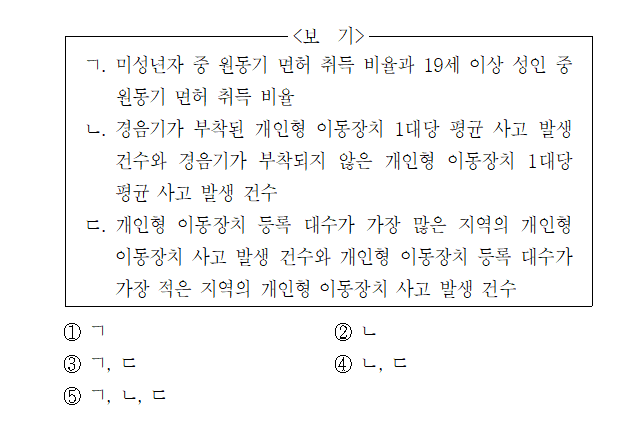 <보 기>
ㄱ. 미성년자 중 원동기 면허 취득 비율과 19세 이상 성인 중
원동기 면허 취득 비율
ㄴ. 경음기가 부착된 개인형 이동장치 1대당 평균 사고 발생
건수와 경음기가 부착되지 않은 개인형 이동장치 1대당
평균 사고 발생 건수
ㄷ. 개인형 이동장치 등록 대수가 가장 많은 지역의 개인형
이동장치 사고 발생 건수와 개인형 이동장치 등록 대수가
가장 적은 지역의 개인형 이동장치 사고 발생 건수
① ㄱ ② ㄴ
③ ㄱ, ㄷ ④ ㄴ, ㄷ
⑤ ㄱ, ㄴ, ㄷ